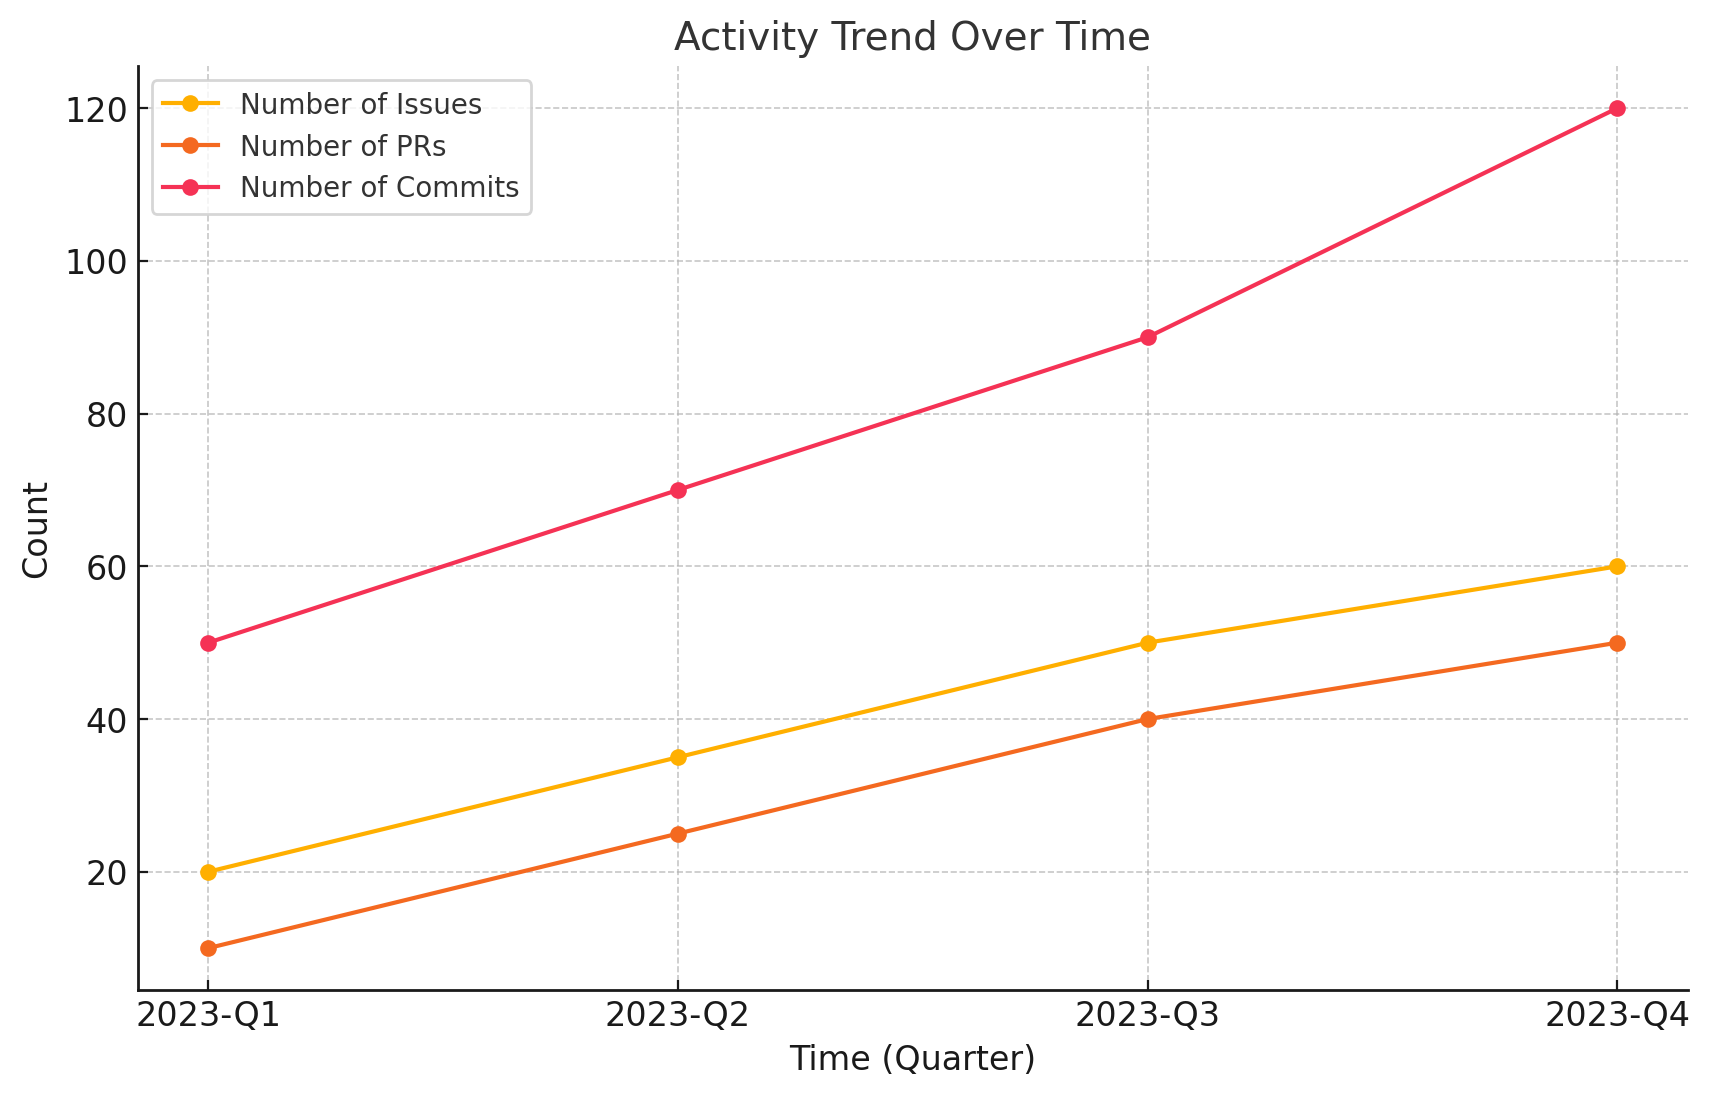 Activity Trend Over Time
Number of Issues
Number of PRs
Number of Commits
120
100
80
60
40
20
Count
2023-Q1
2023-Q2
2023-Q3
2023-Q4
Time (Quarter)